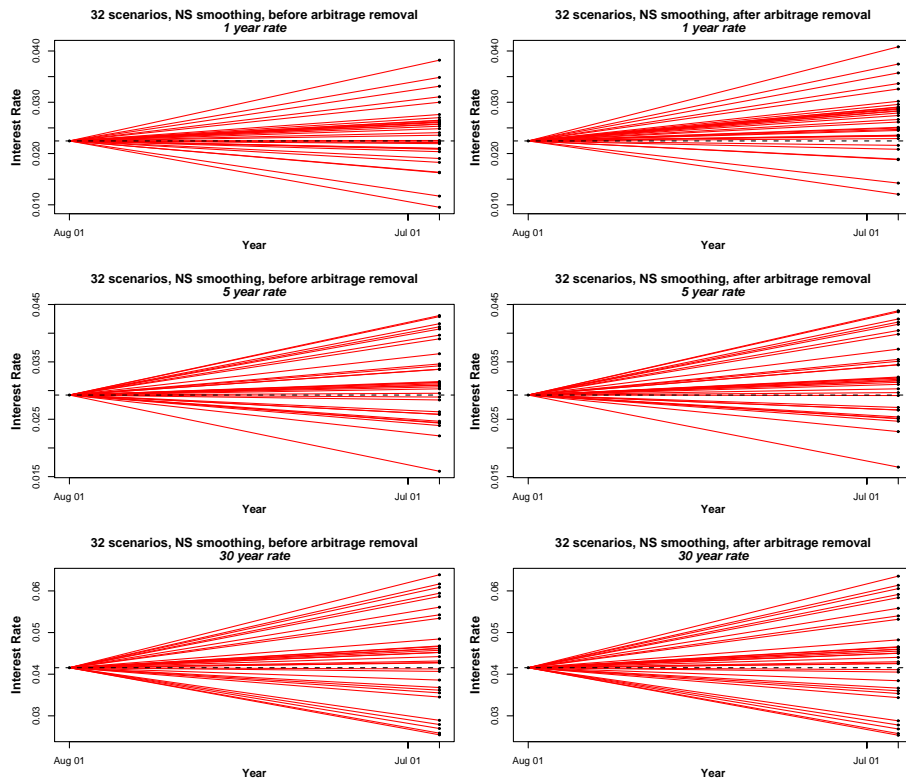 32 scenarios, NS smoothing, before arbitrage removal
1 year rate
Interest Rate
0.010
0.020
0.030
0.040
Aug 01
Jul 01
Year
32 scenarios, NS smoothing, after arbitrage removal
1 year rate
Interest Rate
0.010
0.020
0.030
0.040
Aug 01
Jul 01
Year
32 scenarios, NS smoothing, before arbitrage removal
5 year rate
Interest Rate
0.015
0.025
0.035
0.045
Aug 01
Jul 01
Year
32 scenarios, NS smoothing, after arbitrage removal
5 year rate
Interest Rate
0.015
0.025
0.035
0.045
Aug 01
Jul 01
Year
32 scenarios, NS smoothing, before arbitrage removal
30 year rate
Interest Rate
0.03
0.04
0.05
0.06
Aug 01
Jul 01
Year
32 scenarios, NS smoothing, after arbitrage removal
30 year rate
Interest Rate
0.03
0.04
0.05
0.06
Aug 01
Jul 01
Year